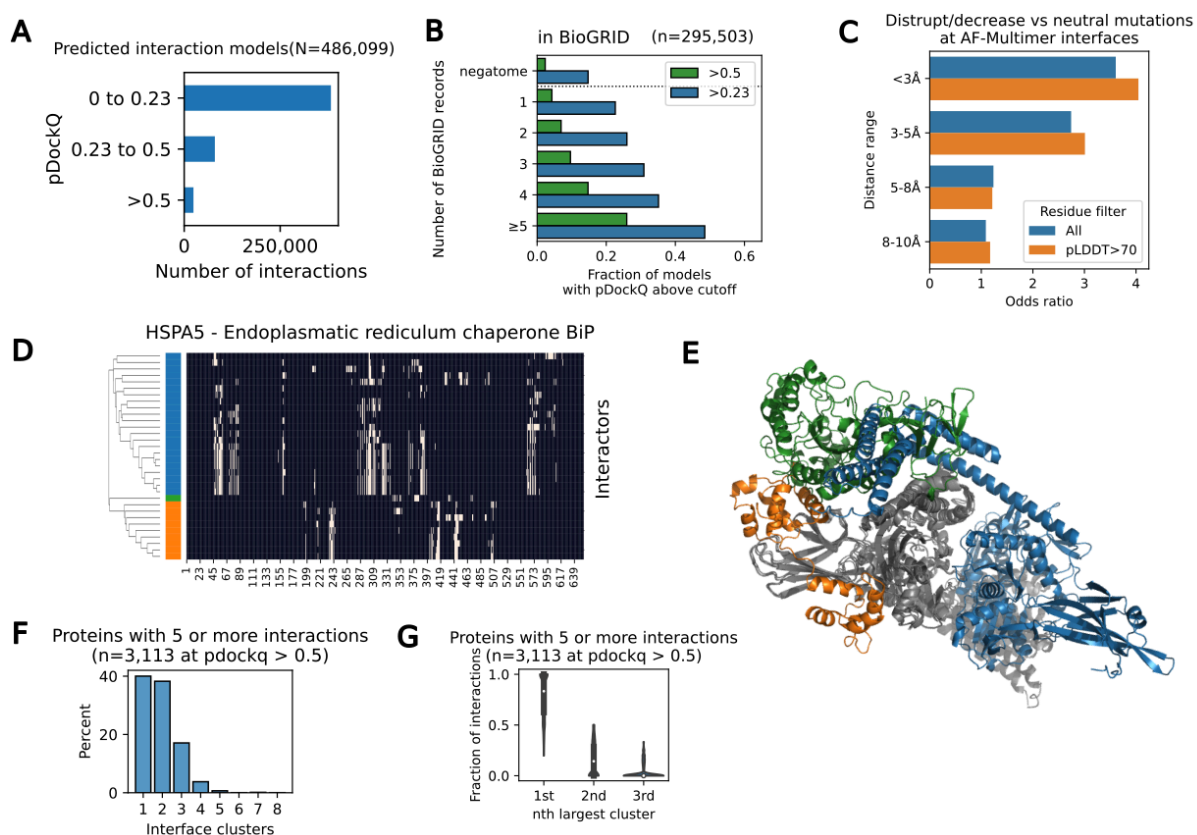 A
Predicted interaction models(N=486,099)
pDockQ
0 to 0.23
0.23 to 0.5
>0.5
0
250,000
Number of interactions
B
in BioGRID (n=295,503)
Number of BioGRID records
negatome
1
2
3
4
≥5
>0.5
>0.23
0.0
0.2
0.4
0.6
Fraction of models
with pDockQ above cutoff
C
Distrupt/decrease vs neutral mutations
at AF-Multimer interfaces
Distance range
<3Å
3-5Å
5-8Å
8-10Å
Residue filter
All
pLDDT>70
0
1
2
3
4
Odds ratio
D
HSPA5 - Endoplasmatic rediculum chaperone BiP
Interactors
1 23 45 67 89 111 133 155 177 199 221 243 265 287 309 331 353 375 397 419 441 463 485 507 529 551 573 595 617 639
E
F
Proteins with 5 or more interactions
(n=3,113 at pdockq > 0.5)
Percent
40
20
0
1 2 3 4 5 6 7 8
Interface clusters
G
Proteins with 5 or more interactions
(n=3,113 at pdockq > 0.5)
Fraction of interactions
1.0
0.5
0.0
1st 2nd 3rd
nth largest cluster